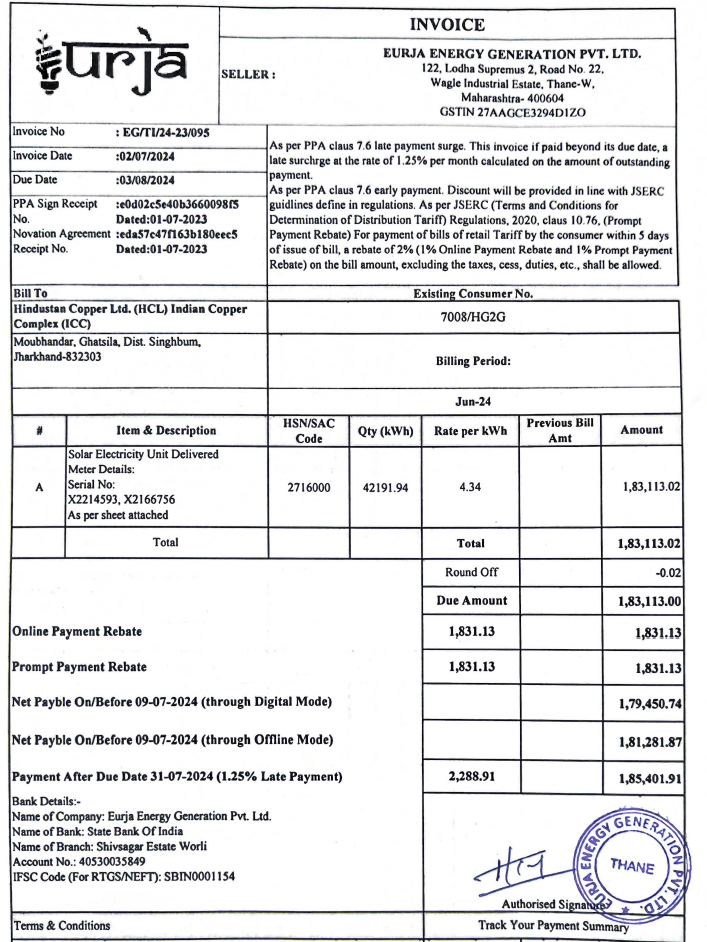 INVOICE
eurja
SELLER :
EURJA ENERGY GENERATION PVT. LTD.
122, Lodha Supremus 2, Road No. 22,
Wagle Industrial Estate, Thane-W,
Maharashtra- 400604
GSTIN 27AAGCE3294D1ZO
Invoice No : EG/TI/24-23/095
Invoice Date :02/07/2024
Due Date :03/08/2024
PPA Sign Receipt :e0d02c5e40b3660098f5
No. Dated:01-07-2023
Novation Agreement :eda57c47f163b180eec5
Receipt No. Dated:01-07-2023
As per PPA claus 7.6 late payment surge. This invoice if paid beyond its due date, a
late surchrge at the rate of 1.25% per month calculated on the amount of outstanding
payment.
As per PPA claus 7.6 early payment. Discount will be provided in line with JSERC
guidlines define in regulations. As per JSERC (Terms and Conditions for
Determination of Distribution Tariff) Regulations, 2020, claus 10.76, (Prompt
Payment Rebate) For payment of bills of retail Tariff by the consumer within 5 days
of issue of bill, a rebate of 2% (1% Online Payment Rebate and 1% Prompt Payment
Rebate) on the bill amount, excluding the taxes, cess, duties, etc., shall be allowed.
Bill To
Existing Consumer No.
Hindustan Copper Ltd. (HCL) Indian Copper
Complex (ICC)
7008/HG2G
Moubhandar, Ghatsila, Dist. Singhbum,
Jharkhand-832303
Billing Period:
Jun-24
# Item & Description HSN/SAC Code Qty (kWh) Rate per kWh Previous Bill Amt Amount
Solar Electricity Unit Delivered
Meter Details:
Serial No:
A X2214593, X2166756 2716000 42191.94 4.34 1,83,113.02
As per sheet attached
Total Total 1,83,113.02
Round Off -0.02
Due Amount 1,83,113.00
Online Payment Rebate 1,831.13 1,831.13
Prompt Payment Rebate 1,831.13 1,831.13
Net Payble On/Before 09-07-2024 (through Digital Mode) 1,79,450.74
Net Payble On/Before 09-07-2024 (through Offline Mode) 1,81,281.87
Payment After Due Date 31-07-2024 (1.25% Late Payment) 2,288.91 1,85,401.91
Bank Details:-
Name of Company: Eurja Energy Generation Pvt. Ltd.
Name of Bank: State Bank Of India
Name of Branch: Shivsagar Estate Worli
Account No.: 40530035849
IFSC Code (For RTGS/NEFT): SBIN0001154
EURJA ENERGY GENERATION PVT. LTD.
THANE
Authorised Signature
Terms & Conditions
Track Your Payment Summary